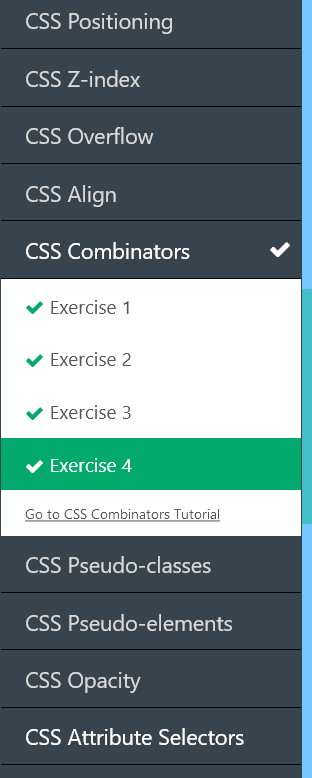 CSS Positioning
CSS Z-index
CSS Overflow
CSS Align
CSS Combinators
Exercise 1
Exercise 2
Exercise 3
Exercise 4
Go to CSS Combinators Tutorial
CSS Pseudo-classes
CSS Pseudo-elements
CSS Opacity
CSS Attribute Selectors